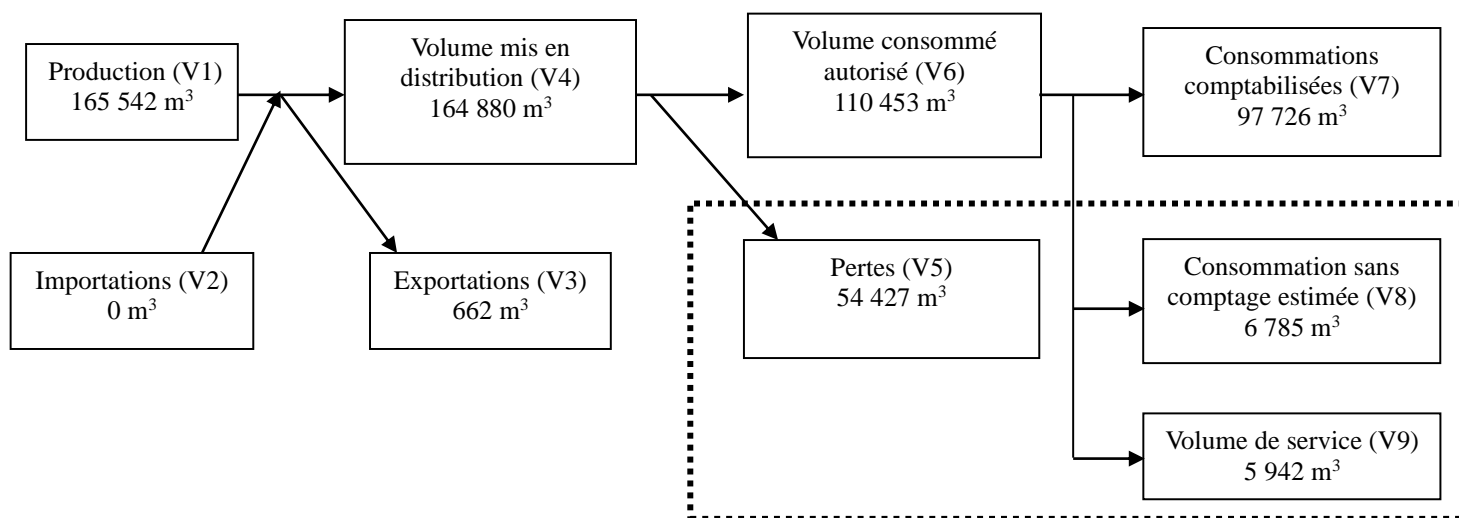 Production (V1)
165 542 m³
Volume mis en
distribution (V4)
164 880 m³
Volume consommé
autorisé (V6)
110 453 m³
Consommations
comptabilisées (V7)
97 726 m³
Importations (V2)
0 m³
Exportations (V3)
662 m³
Pertes (V5)
54 427 m³
Consommation sans
comptage estimée (V8)
6 785 m³
Volume de service (V9)
5 942 m³